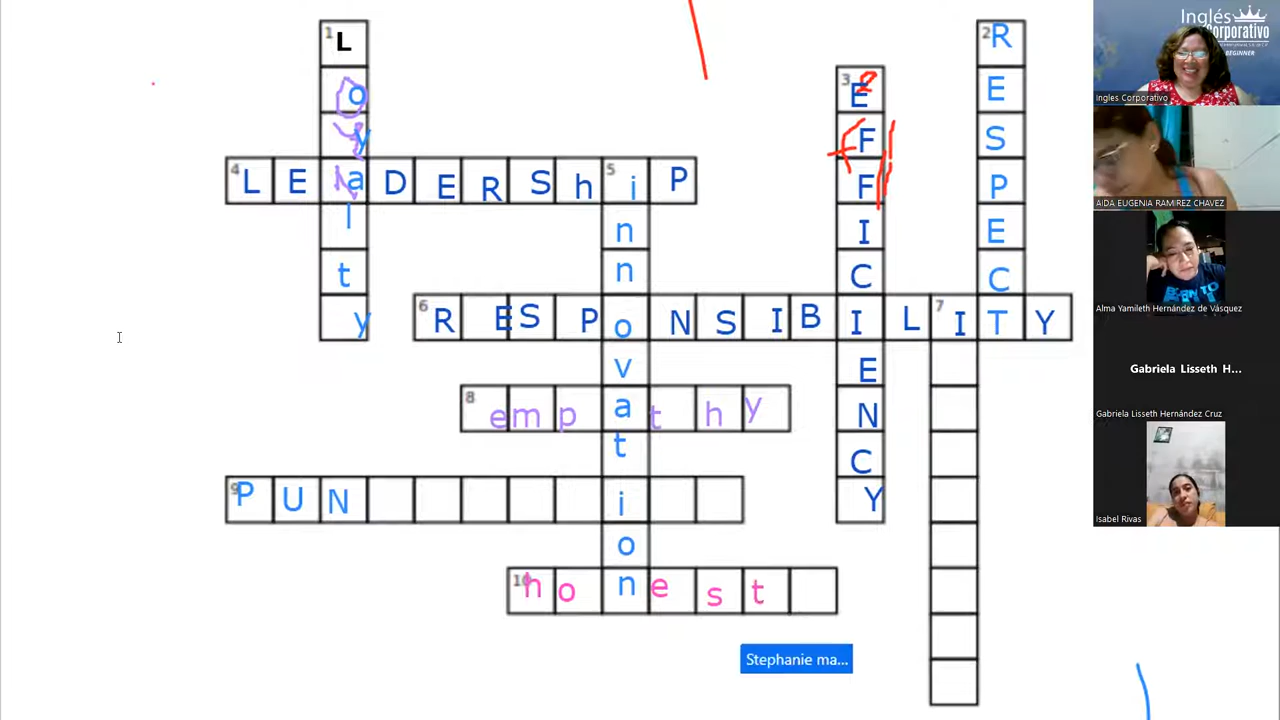 1 L o y a l t y
2 R E S P E C T
3 E F F I C I E N C Y
4 L E a D E R S h i P
5 i n n o v a t i o n
6 R E S P o N S I B I L I T Y
7
8 e m p a t h y
9 P U N i
10 h o n e s t
Stephanie ma...
Inglés
Corporativo
BEGINNER
Ingles Corporativo
AIDA EUGENIA RAMIREZ CHAVEZ
Alma Yamileth Hernández de Vásquez
Gabriela Lisseth H...
Gabriela Lisseth Hernández Cruz
Isabel Rivas